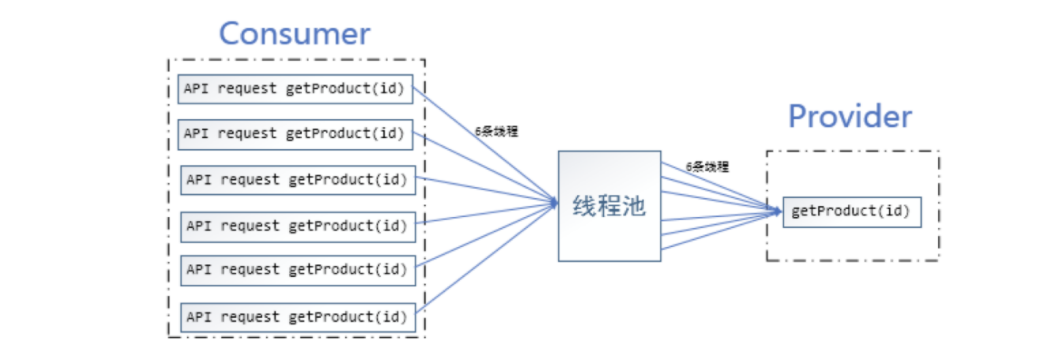 Consumer
API request getProduct(id)
API request getProduct(id)
API request getProduct(id)
API request getProduct(id)
API request getProduct(id)
API request getProduct(id)
6条线程
线程池
6条线程
Provider
getProduct(id)